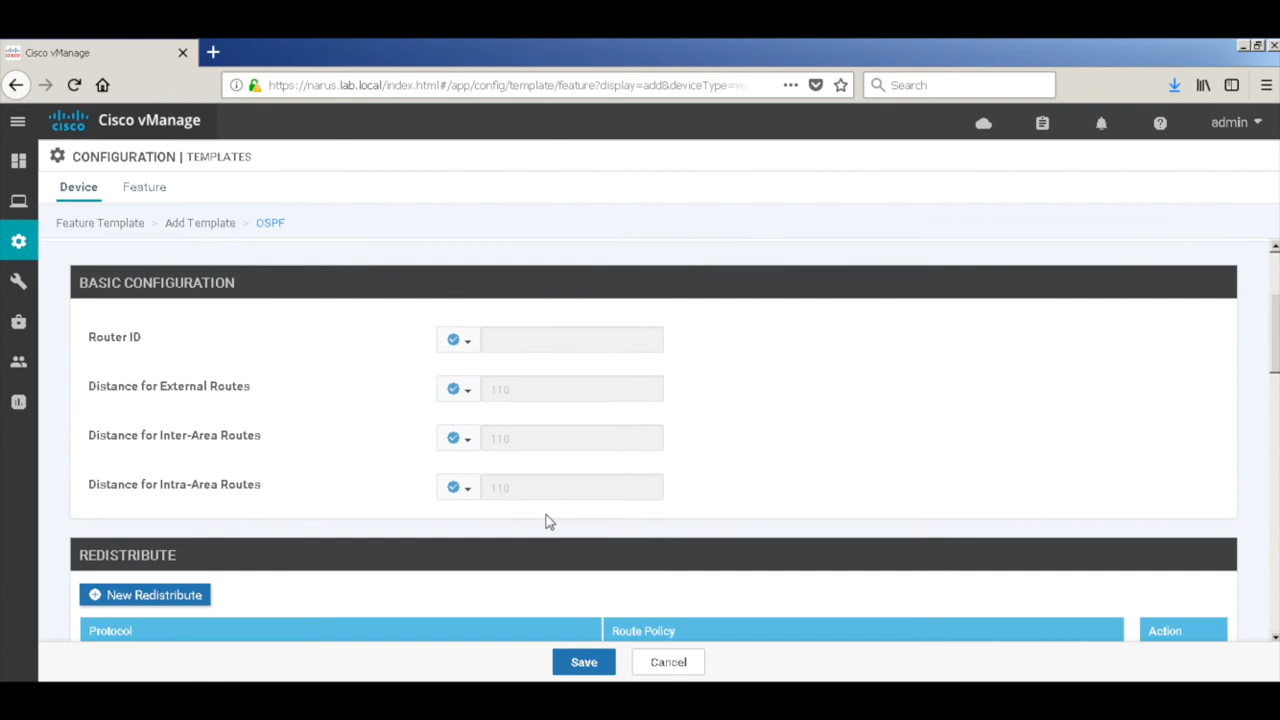 Cisco vManage
https://narus.lab.local/index.html#/app/config/template/feature?display=add&deviceType=ve
Search
cisco
Cisco vManage
admin
CONFIGURATION | TEMPLATES
Device
Feature
Feature Template > Add Template > OSPF
BASIC CONFIGURATION
Router ID
Distance for External Routes
110
Distance for Inter-Area Routes
110
Distance for Intra-Area Routes
110
REDISTRIBUTE
New Redistribute
Protocol
Route Policy
Action
Save
Cancel